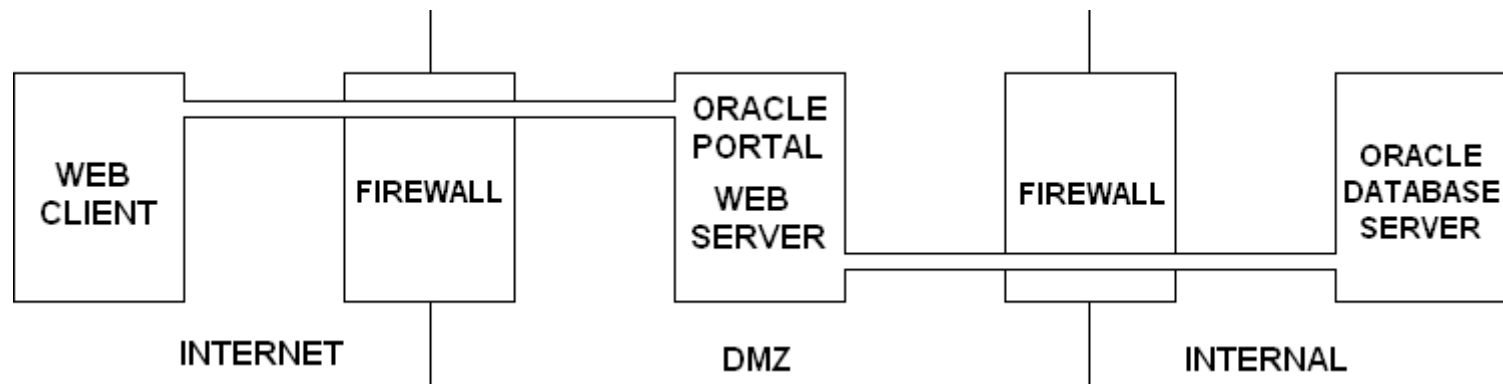 WEB
CLIENT
FIREWALL
ORACLE
PORTAL
WEB
SERVER
FIREWALL
ORACLE
DATABASE
SERVER
INTERNET
DMZ
INTERNAL